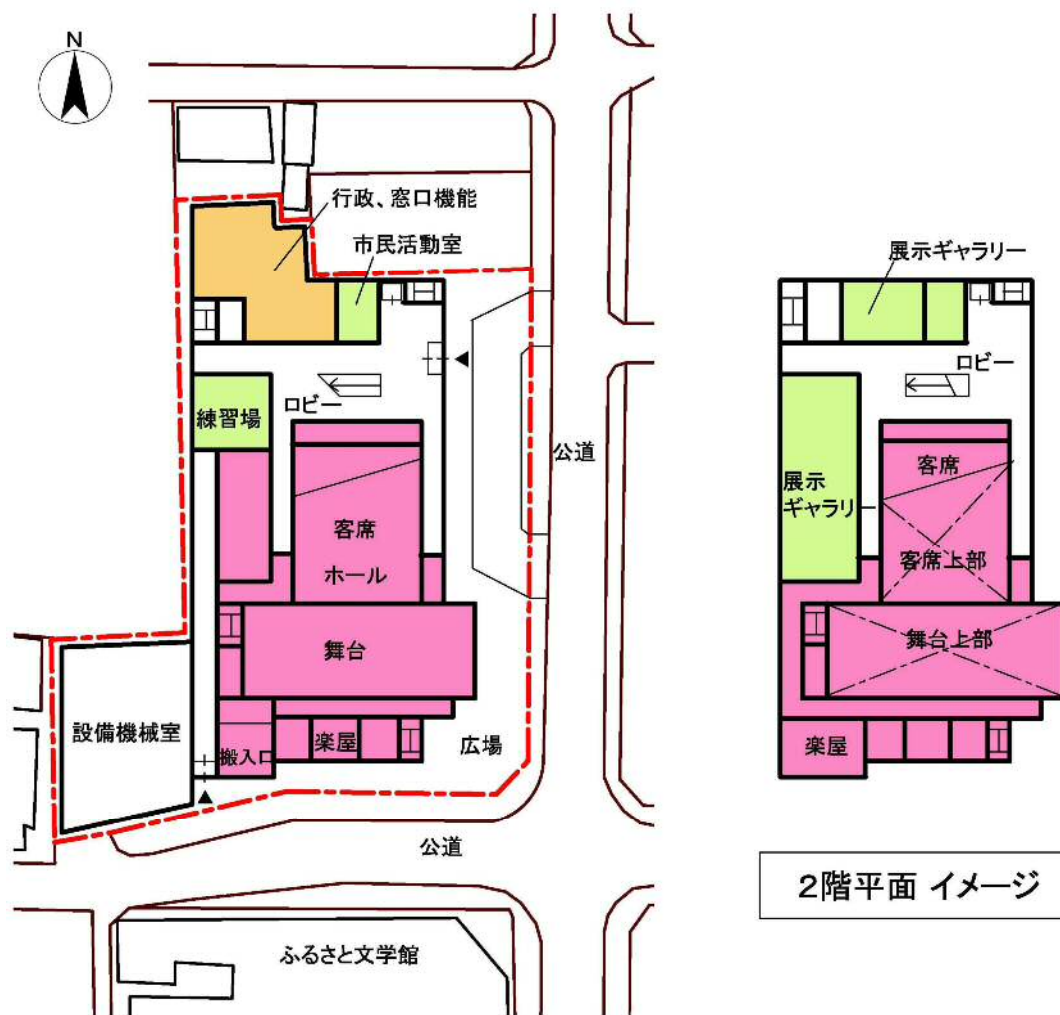 N
行政、窓口機能
市民活動室
ロビー
練習場
公道
客席
ホール
舞台
設備機械室
搬入口
楽屋
広場
公道
ふるさと文学館
展示ギャラリー
ロビー
客席
展示
ギャラリー
客席上部
舞台上部
楽屋
2階平面 イメージ